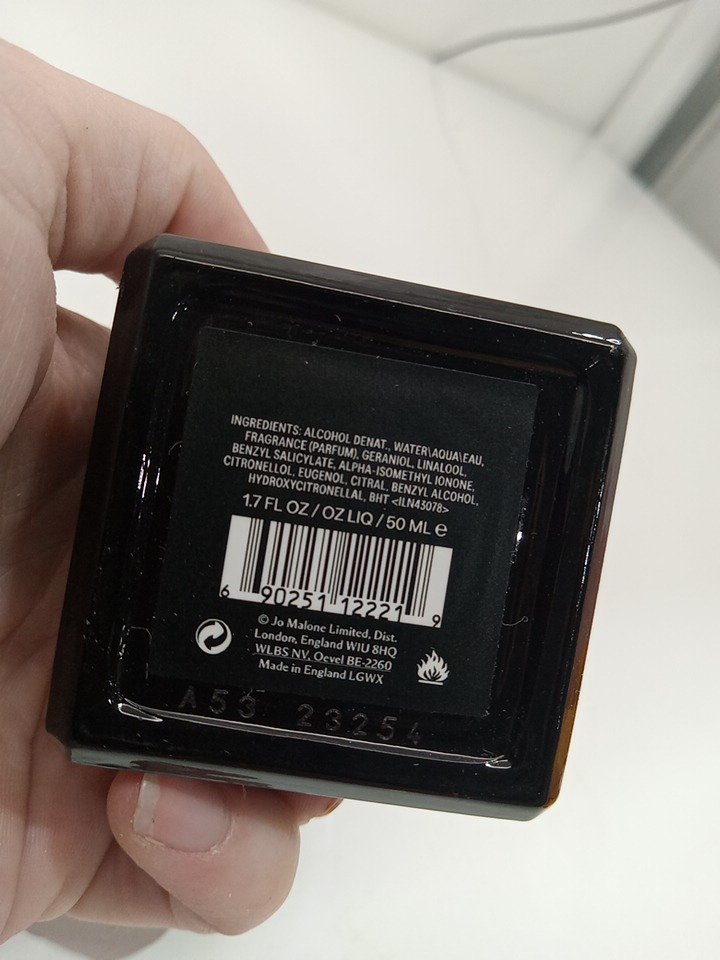 INGREDIENTS: ALCOHOL DENAT., WATER\AQUA\EAU,
FRAGRANCE (PARFUM), GERANIOL, LINALOOL,
BENZYL SALICYLATE, ALPHA-ISOMETHYL IONONE,
CITRONELLOL, EUGENOL, CITRAL, BENZYL ALCOHOL,
HYDROXYCITRONELLAL, BHT <ILN43078>
1.7 FL OZ / OZ LIQ / 50 ML e
6 90251 12221 9
© Jo Malone Limited, Dist.
London, England W1U 8HQ
WLBS NV, Oevel BE-2260
Made in England LGWX
A53 23254